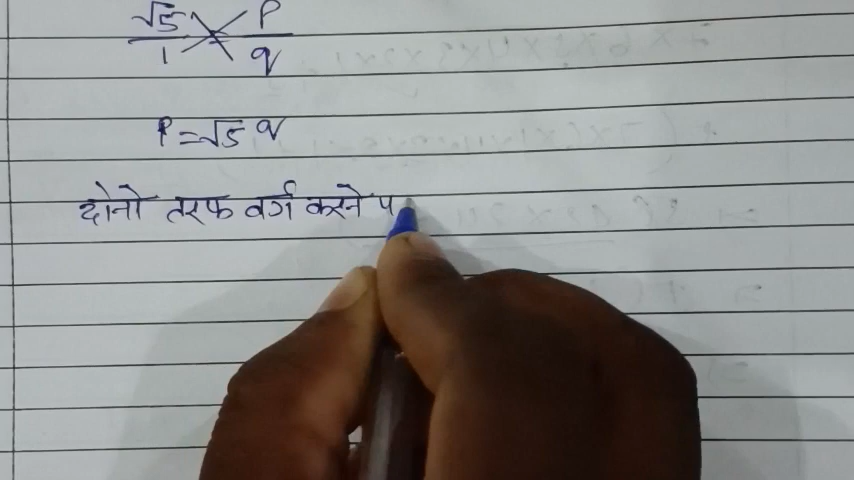 √5/1 = P/q
P = √5 q
दोनो तरफ वर्ग करने प